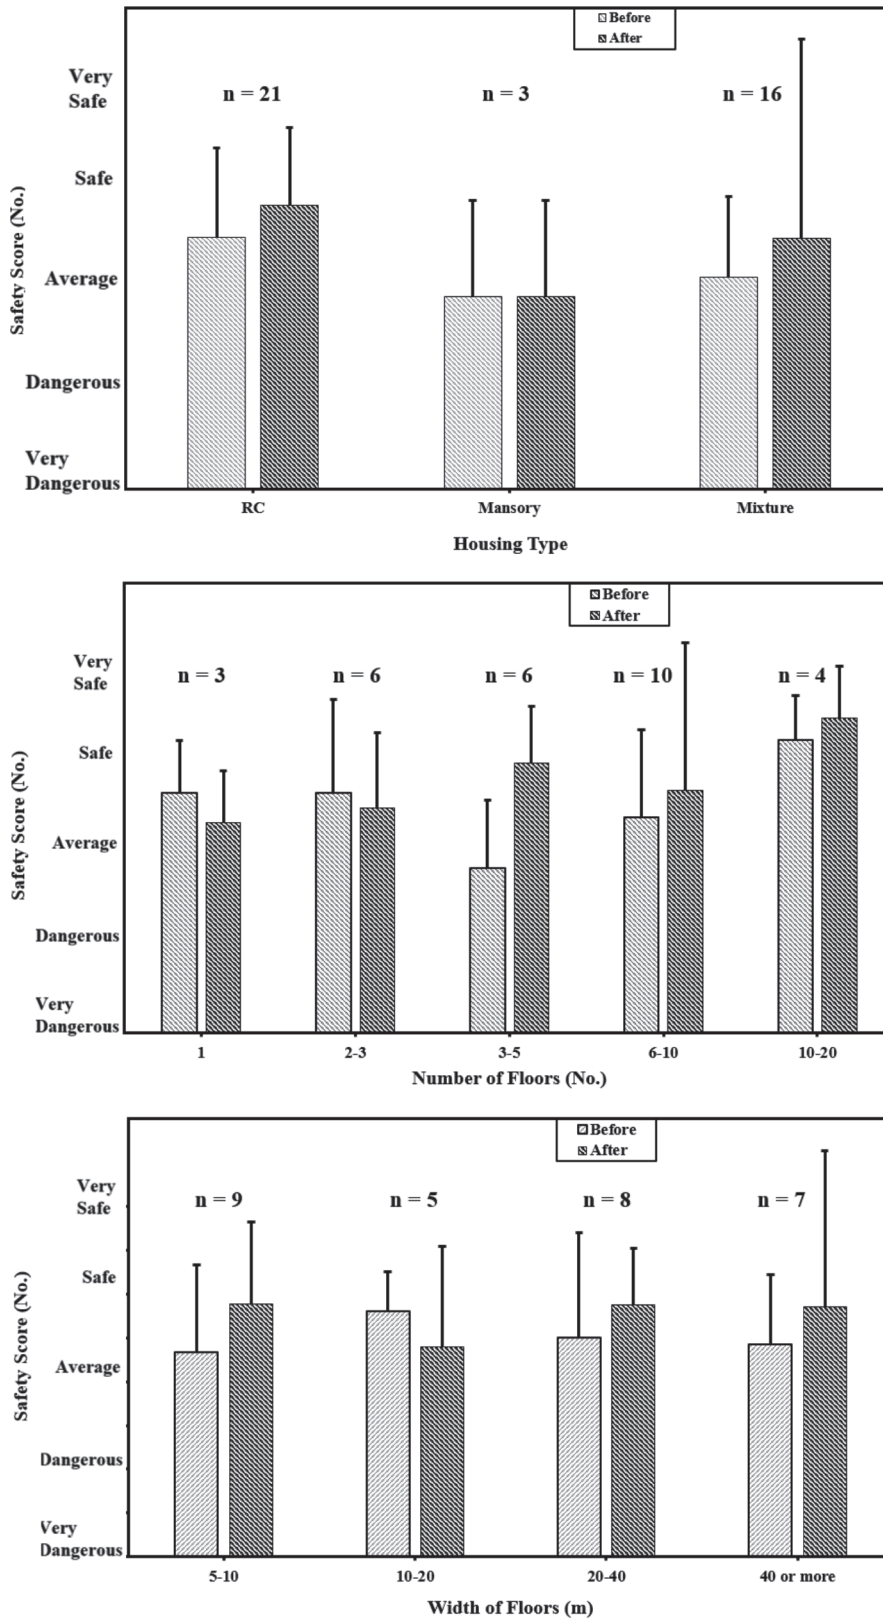 Before
After
Very
Safe
n = 21
n = 3
n = 16
Safe
Average
Dangerous
Very
Dangerous
Safety Score (No.)
RC
Mansory
Mixture
Housing Type
Before
After
Very
Safe
n = 3
n = 6
n = 6
n = 10
n = 4
Safe
Average
Dangerous
Very
Dangerous
Safety Score (No.)
1
2-3
3-5
6-10
10-20
Number of Floors (No.)
Before
After
Very
Safe
n = 9
n = 5
n = 8
n = 7
Safe
Average
Dangerous
Very
Dangerous
Safety Score (No.)
5-10
10-20
20-40
40 or more
Width of Floors (m)